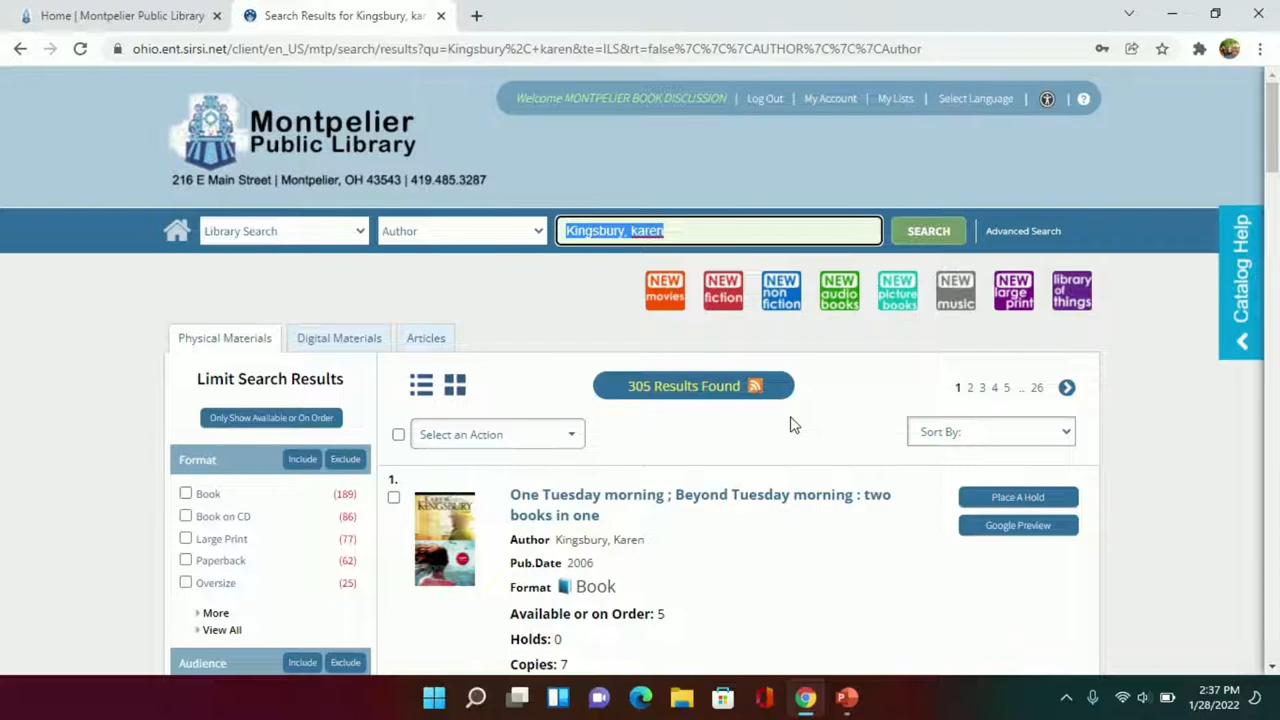 Home | Montpelier Public Library
Search Results for Kingsbury, kar
ohio.ent.sirsi.net/client/en_US/mtp/search/results?qu=Kingsbury%2C+karen&te=ILS&rt=false%7C%7C%7CAUTHOR%7C%7C%7CAuthor
Welcome MONTPELIER BOOK DISCUSSION | Log Out | My Account | My Lists | Select Language | | ?
Montpelier
Public Library
216 E Main Street | Montpelier, OH 43543 | 419.485.3287
Library Search Author Kingsbury, karen SEARCH Advanced Search
Catalog Help
NEW movies
NEW fiction
NEW non fiction
NEW audio books
NEW picture books
NEW music
NEW large print
library of things
Physical Materials Digital Materials Articles
Limit Search Results
Only Show Available or On Order
Format Include Exclude
Book (189)
Book on CD (86)
Large Print (77)
Paperback (62)
Oversize (25)
More
View All
Audience Include Exclude
305 Results Found
1 2 3 4 5 .. 26
Select an Action
Sort By:
1.
KINGSBURY
One Tuesday morning ; Beyond Tuesday morning : two
books in one
Author Kingsbury, Karen
Pub.Date 2006
Format Book
Available or on Order: 5
Holds: 0
Copies: 7
Place A Hold
Google Preview
2:37 PM
1/28/2022